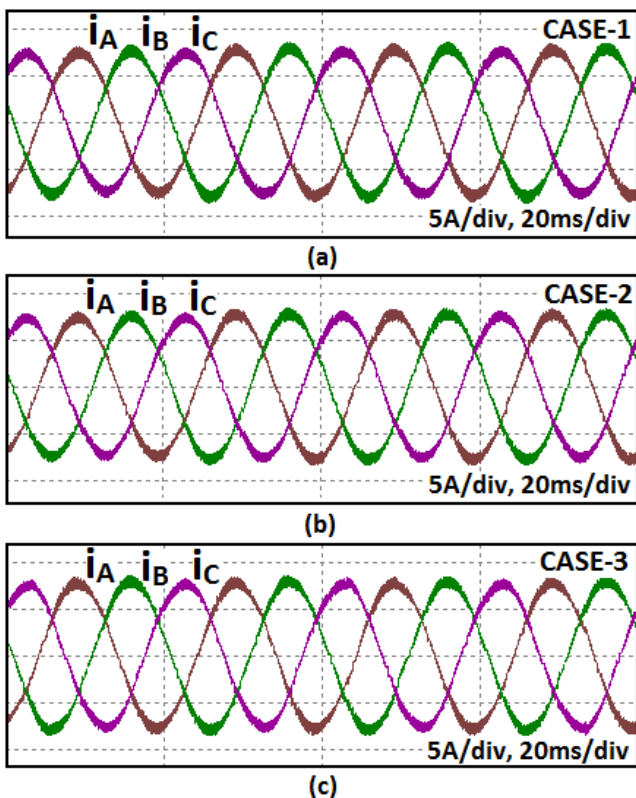 iA iB iC CASE-1
5A/div, 20ms/div
(a)
iA iB iC CASE-2
5A/div, 20ms/div
(b)
iA iB iC CASE-3
5A/div, 20ms/div
(c)